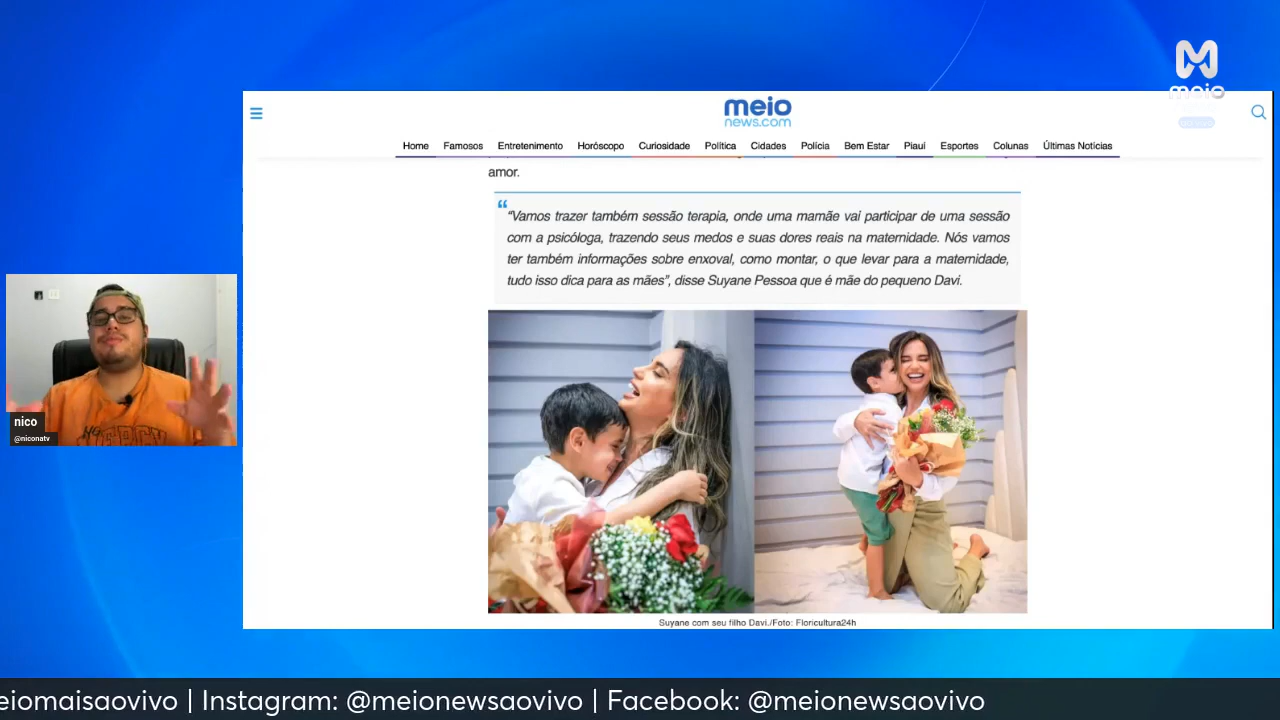 meio
meio
news.com
Home Famosos Entretenimento Horóscopo Curiosidade Política Cidades Polícia Bem Estar Piauí Esportes Colunas Últimas Notícias
amor.
“
“Vamos trazer também sessão terapia, onde uma mamãe vai participar de uma sessão
com a psicóloga, trazendo seus medos e suas dores reais na maternidade. Nós vamos
ter também informações sobre enxoval, como montar, o que levar para a maternidade,
tudo isso dica para as mães”, disse Suyane Pessoa que é mãe do pequeno Davi.
nico
@niconatv
Suyane com seu filho Davi./Foto: Floricultura24h
eiomaisaovivo | Instagram: @meionewsaovivo | Facebook: @meionewsaovivo